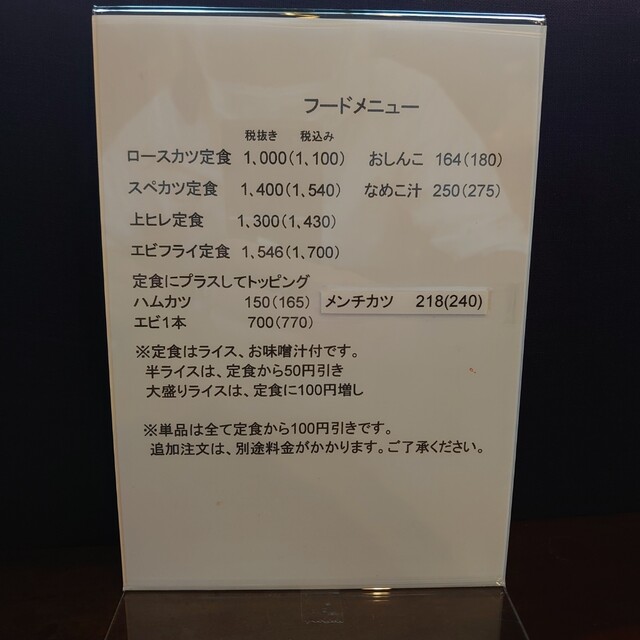 フードメニュー
税抜き 税込み
ロースカツ定食 1,000(1,100) おしんこ 164(180)
スペカツ定食 1,400(1,540) なめこ汁 250(275)
上ヒレ定食 1,300(1,430)
エビフライ定食 1,546(1,700)
定食にプラスしてトッピング
ハムカツ 150(165) メンチカツ 218(240)
エビ1本 700(770)
※定食はライス、お味噌汁付です。
半ライスは、定食から50円引き
大盛りライスは、定食に100円増し
※単品は全て定食から100円引きです。
追加注文は、別途料金がかかります。ご了承ください。